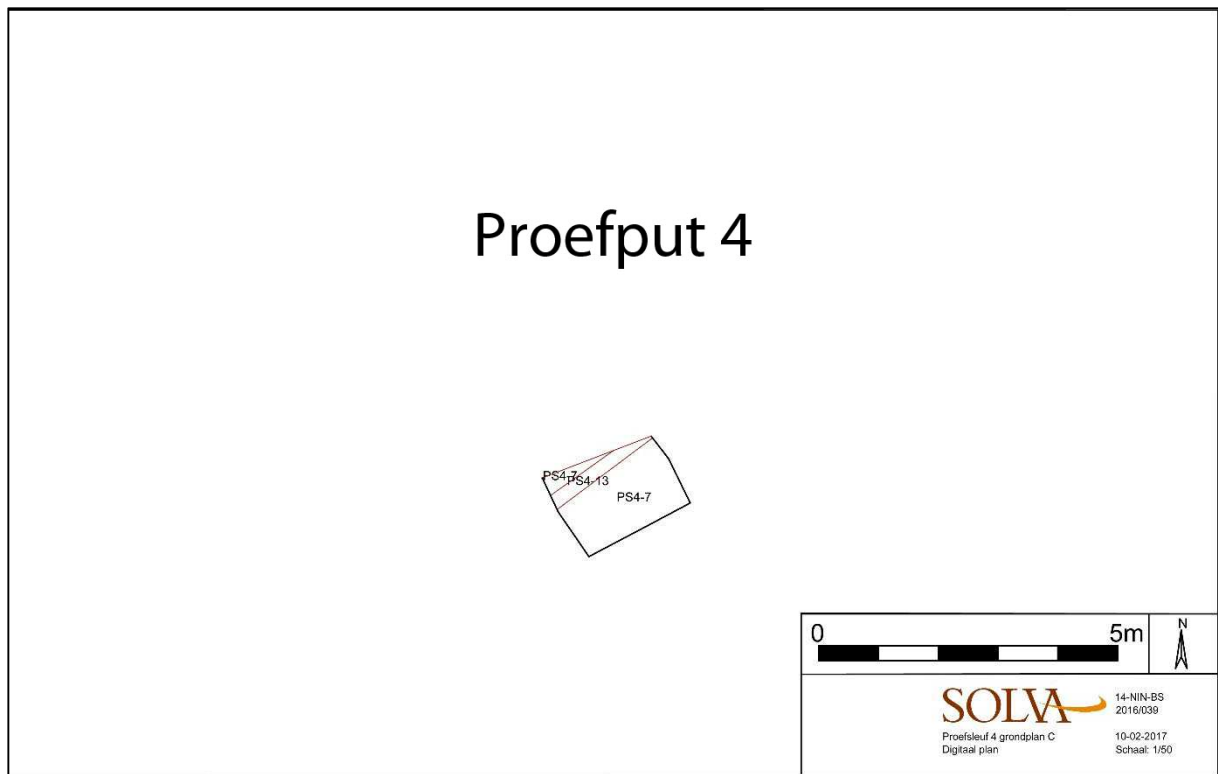 Proefput 4
PS4-7
PS4-13
PS4-7
0 5m
N
SOLVA
14-NIN-BS
2016/039
Proefsleuf 4 grondplan C
Digitaal plan
10-02-2017
Schaal: 1/50